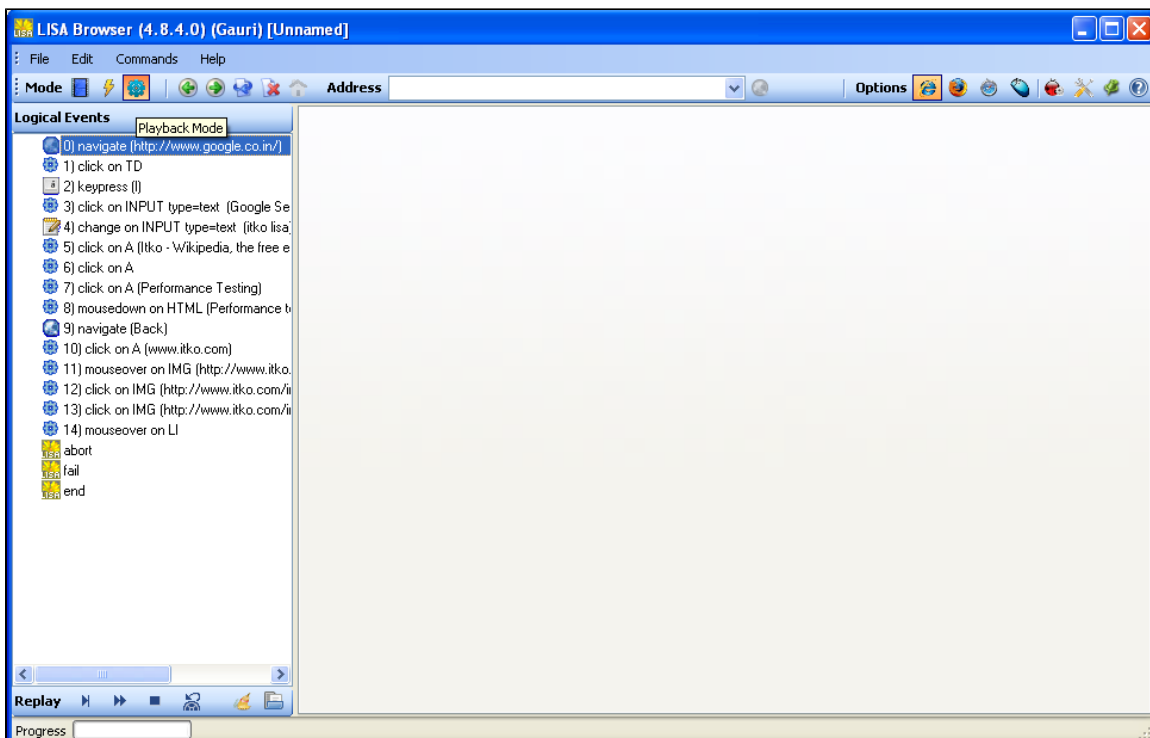 LISA Browser (4.8.4.0) (Gauri) [Unnamed]
File Edit Commands Help
Mode Address Options
Logical Events
Playback Mode
0) navigate (http://www.google.co.in/)
1) click on TD
2) keypress (I)
3) click on INPUT type=text (Google Se
4) change on INPUT type=text (itko lisa)
5) click on A (Itko - Wikipedia, the free e
6) click on A
7) click on A (Performance Testing)
8) mousedown on HTML (Performance t
9) navigate (Back)
10) click on A (www.itko.com)
11) mouseover on IMG (http://www.itko.
12) click on IMG (http://www.itko.com/i
13) click on IMG (http://www.itko.com/i
14) mouseover on LI
LISA abort
LISA fail
LISA end
Replay
Progress